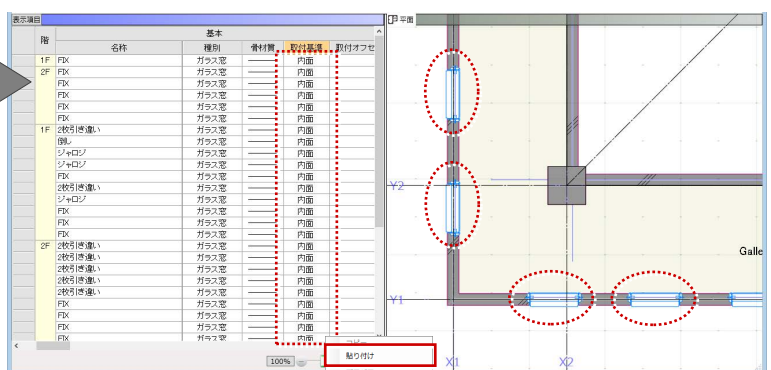 表示項目
階 基本
名称 種別 骨材質 取付基準 取付オフセ
1F FIX ガラス窓 内面
2F FIX ガラス窓 内面
FIX ガラス窓 内面
FIX ガラス窓 内面
FIX ガラス窓 内面
FIX ガラス窓 内面
1F 2枚引き違い ガラス窓 内面
倒し ガラス窓 内面
ジャロジ ガラス窓 内面
ジャロジ ガラス窓 内面
FIX ガラス窓 内面
2枚引き違い ガラス窓 内面
ジャロジ ガラス窓 内面
FIX ガラス窓 内面
FIX ガラス窓 内面
FIX ガラス窓 内面
2F 2枚引き違い ガラス窓 内面
2枚引き違い ガラス窓 内面
2枚引き違い ガラス窓 内面
2枚引き違い ガラス窓 内面
2枚引き違い ガラス窓 内面
FIX ガラス窓 内面
FIX ガラス窓 内面
FIX ガラス窓 内面
FIX ガラス窓 内面
コピー
貼り付け
100%
平面
Y2
Galle
Y1
X1 X2